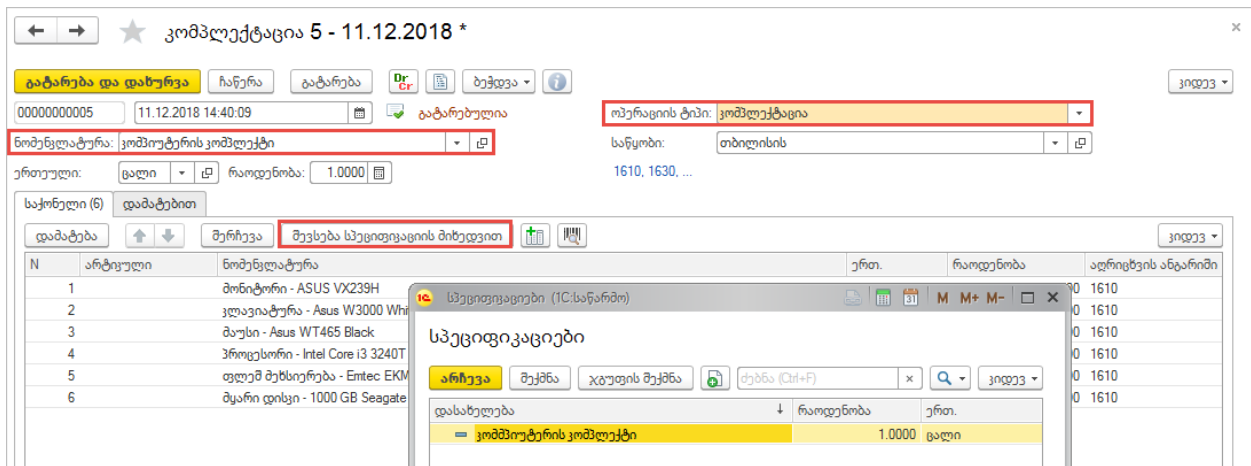 კომპლექტაცია 5 - 11.12.2018 *
გატარება და დახურვა ჩაწერა გატარება Dr Cr ბეჭდვა კიდევ
00000000005 11.12.2018 14:40:09 გატარებულია ოპერაციის ტიპი: კომპლექტაცია
ნომენკლატურა: კომპიუტერის კომპლექტი საწყობი: თბილისის
ერთეული: ცალი რაოდენობა: 1.0000 1610, 1630, ...
საქონელი (6) დამატებით
დამატება შერჩევა შევსება სპეციფიკაციის მიხედვით კიდევ
N არტიკული ნომენკლატურა ერთ. რაოდენობა აღრიცხვის ანგარიში
1 მონიტორი - ASUS VX239H 1610
2 კლავიატურა - Asus W3000 Whi 1610
3 მაუსი - Asus WT465 Black 1610
4 პროცესორი - Intel Core i3 3240T 1610
5 ფლეშ მეხსიერება - Emtec EKM 1610
6 მყარი დისკი - 1000 GB Seagate 1610
1C სპეციფიკაციები (1C:საწარმო) M M+ M-
სპეციფიკაციები
არჩევა შექმნა ჯგუფის შექმნა ძებნა (Ctrl+F) კიდევ
დასახელება რაოდენობა ერთ.
კომმპიუტერის კომპლექტი 1.0000 ცალი